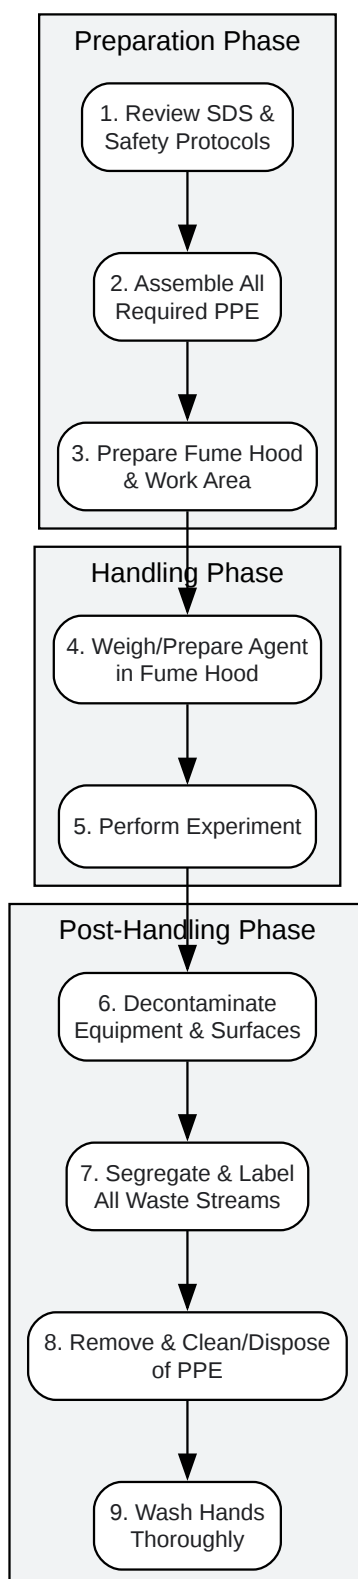 Preparation Phase
1. Review SDS &
Safety Protocols
2. Assemble All
Required PPE
3. Prepare Fume Hood
& Work Area
Handling Phase
4. Weigh/Prepare Agent
in Fume Hood
5. Perform Experiment
Post-Handling Phase
6. Decontaminate
Equipment & Surfaces
7. Segregate & Label
All Waste Streams
8. Remove & Clean/Dispose
of PPE
9. Wash Hands
Thoroughly